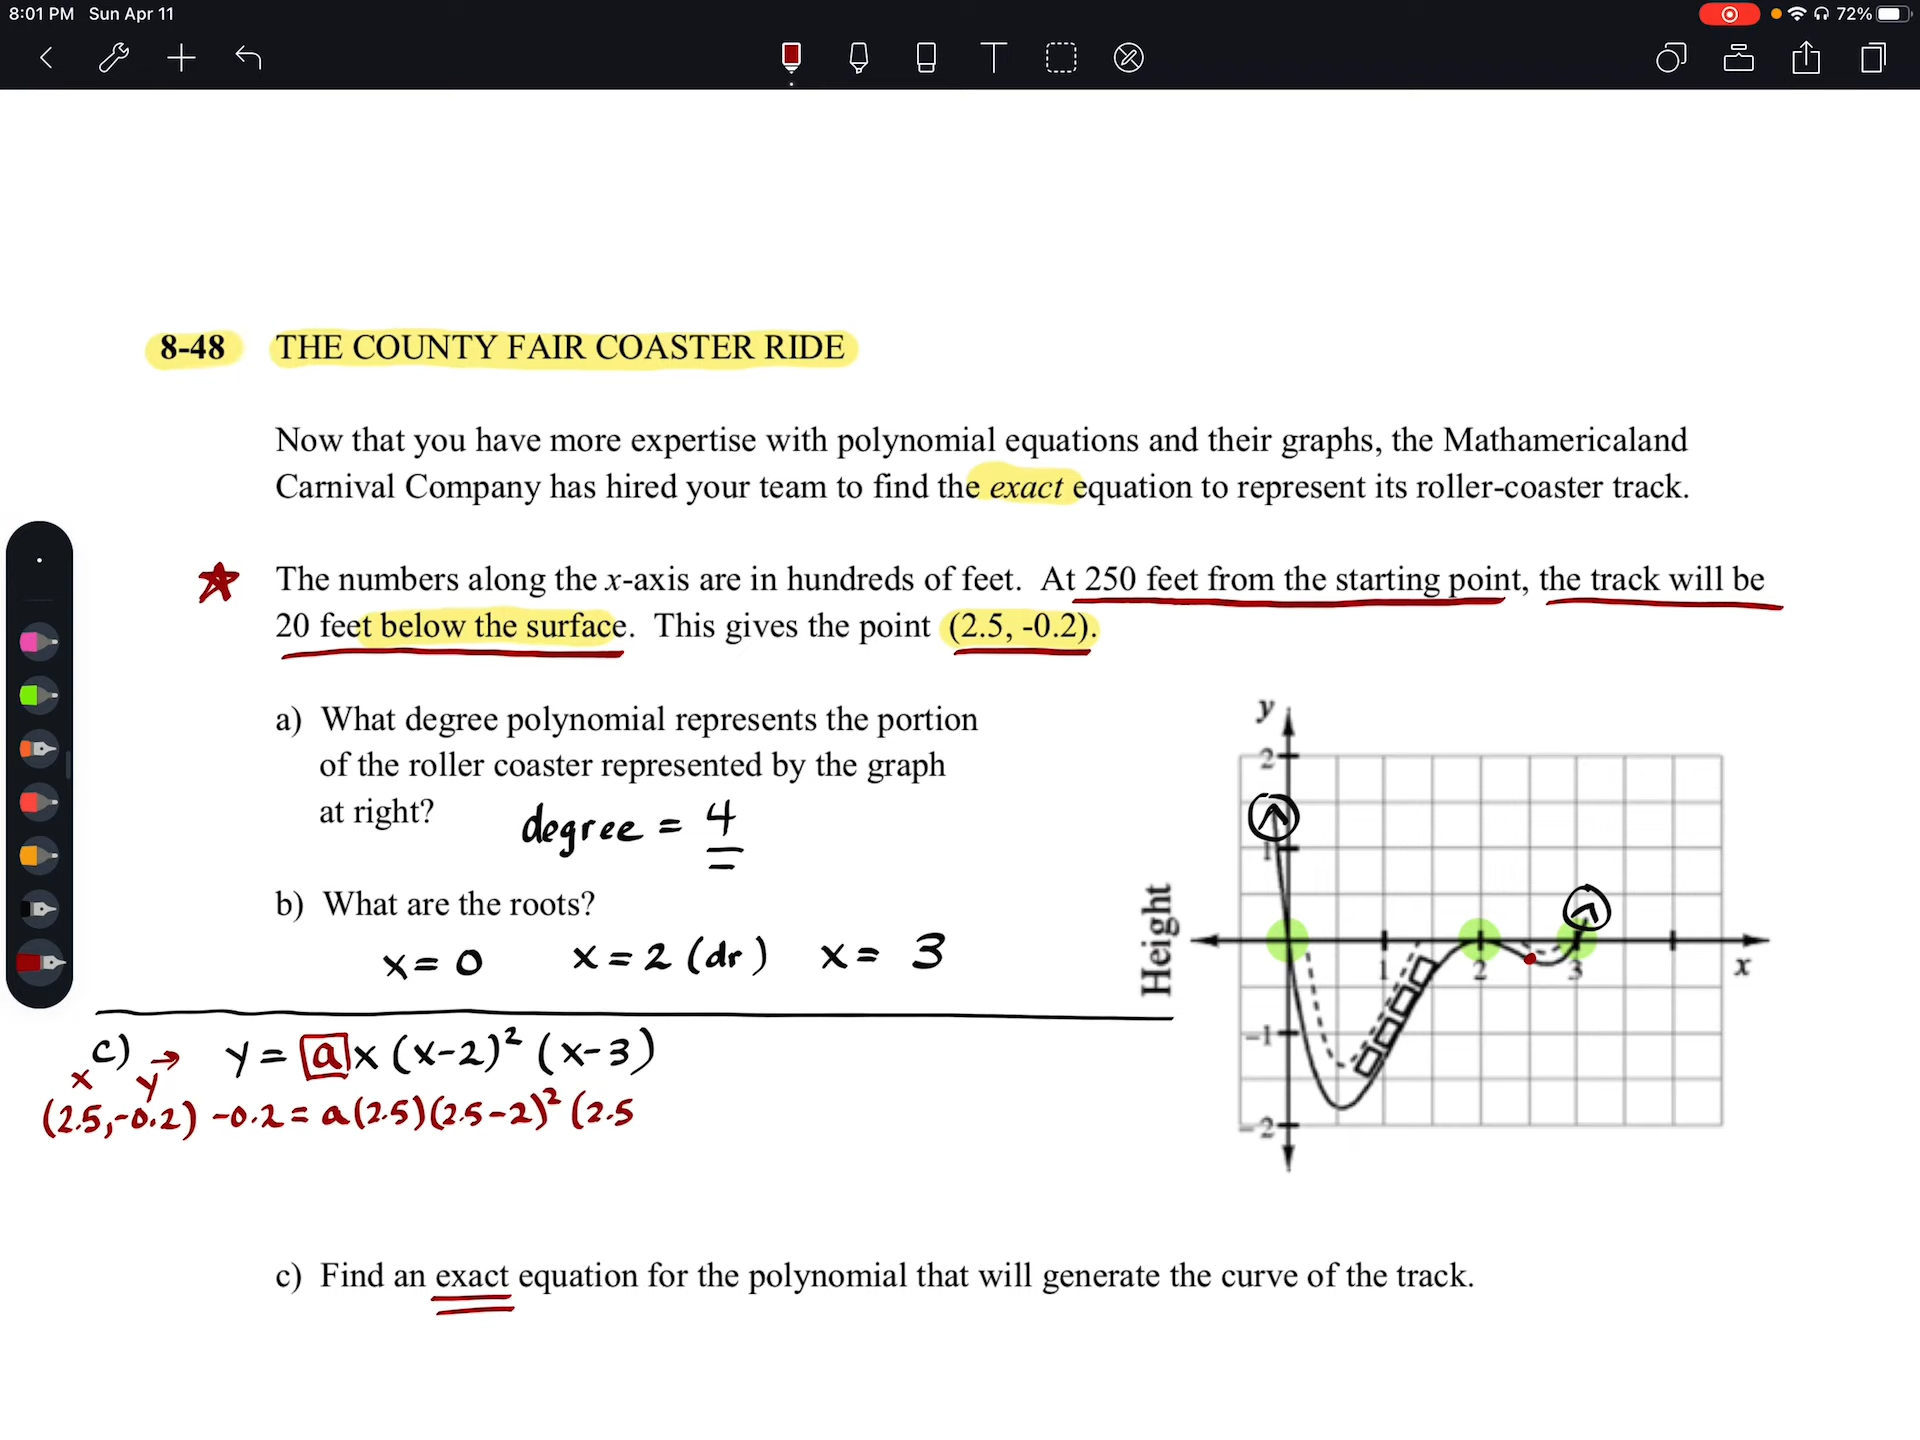 8:01 PM Sun Apr 11
72%
T
8-48 THE COUNTY FAIR COASTER RIDE
Now that you have more expertise with polynomial equations and their graphs, the Mathamericaland
Carnival Company has hired your team to find the exact equation to represent its roller-coaster track.
The numbers along the x-axis are in hundreds of feet. At 250 feet from the starting point, the track will be
20 feet below the surface. This gives the point (2.5, -0.2).
a) What degree polynomial represents the portion
of the roller coaster represented by the graph
at right?
degree = 4
b) What are the roots?
x = 0 x = 2 (dr) x = 3
c) → y = a x (x-2)² (x-3)
x y
(2.5,-0.2) -0.2 = a(2.5)(2.5-2)² (2.5
y
2
1
Height
1 2 3
x
-1
-2
c) Find an exact equation for the polynomial that will generate the curve of the track.